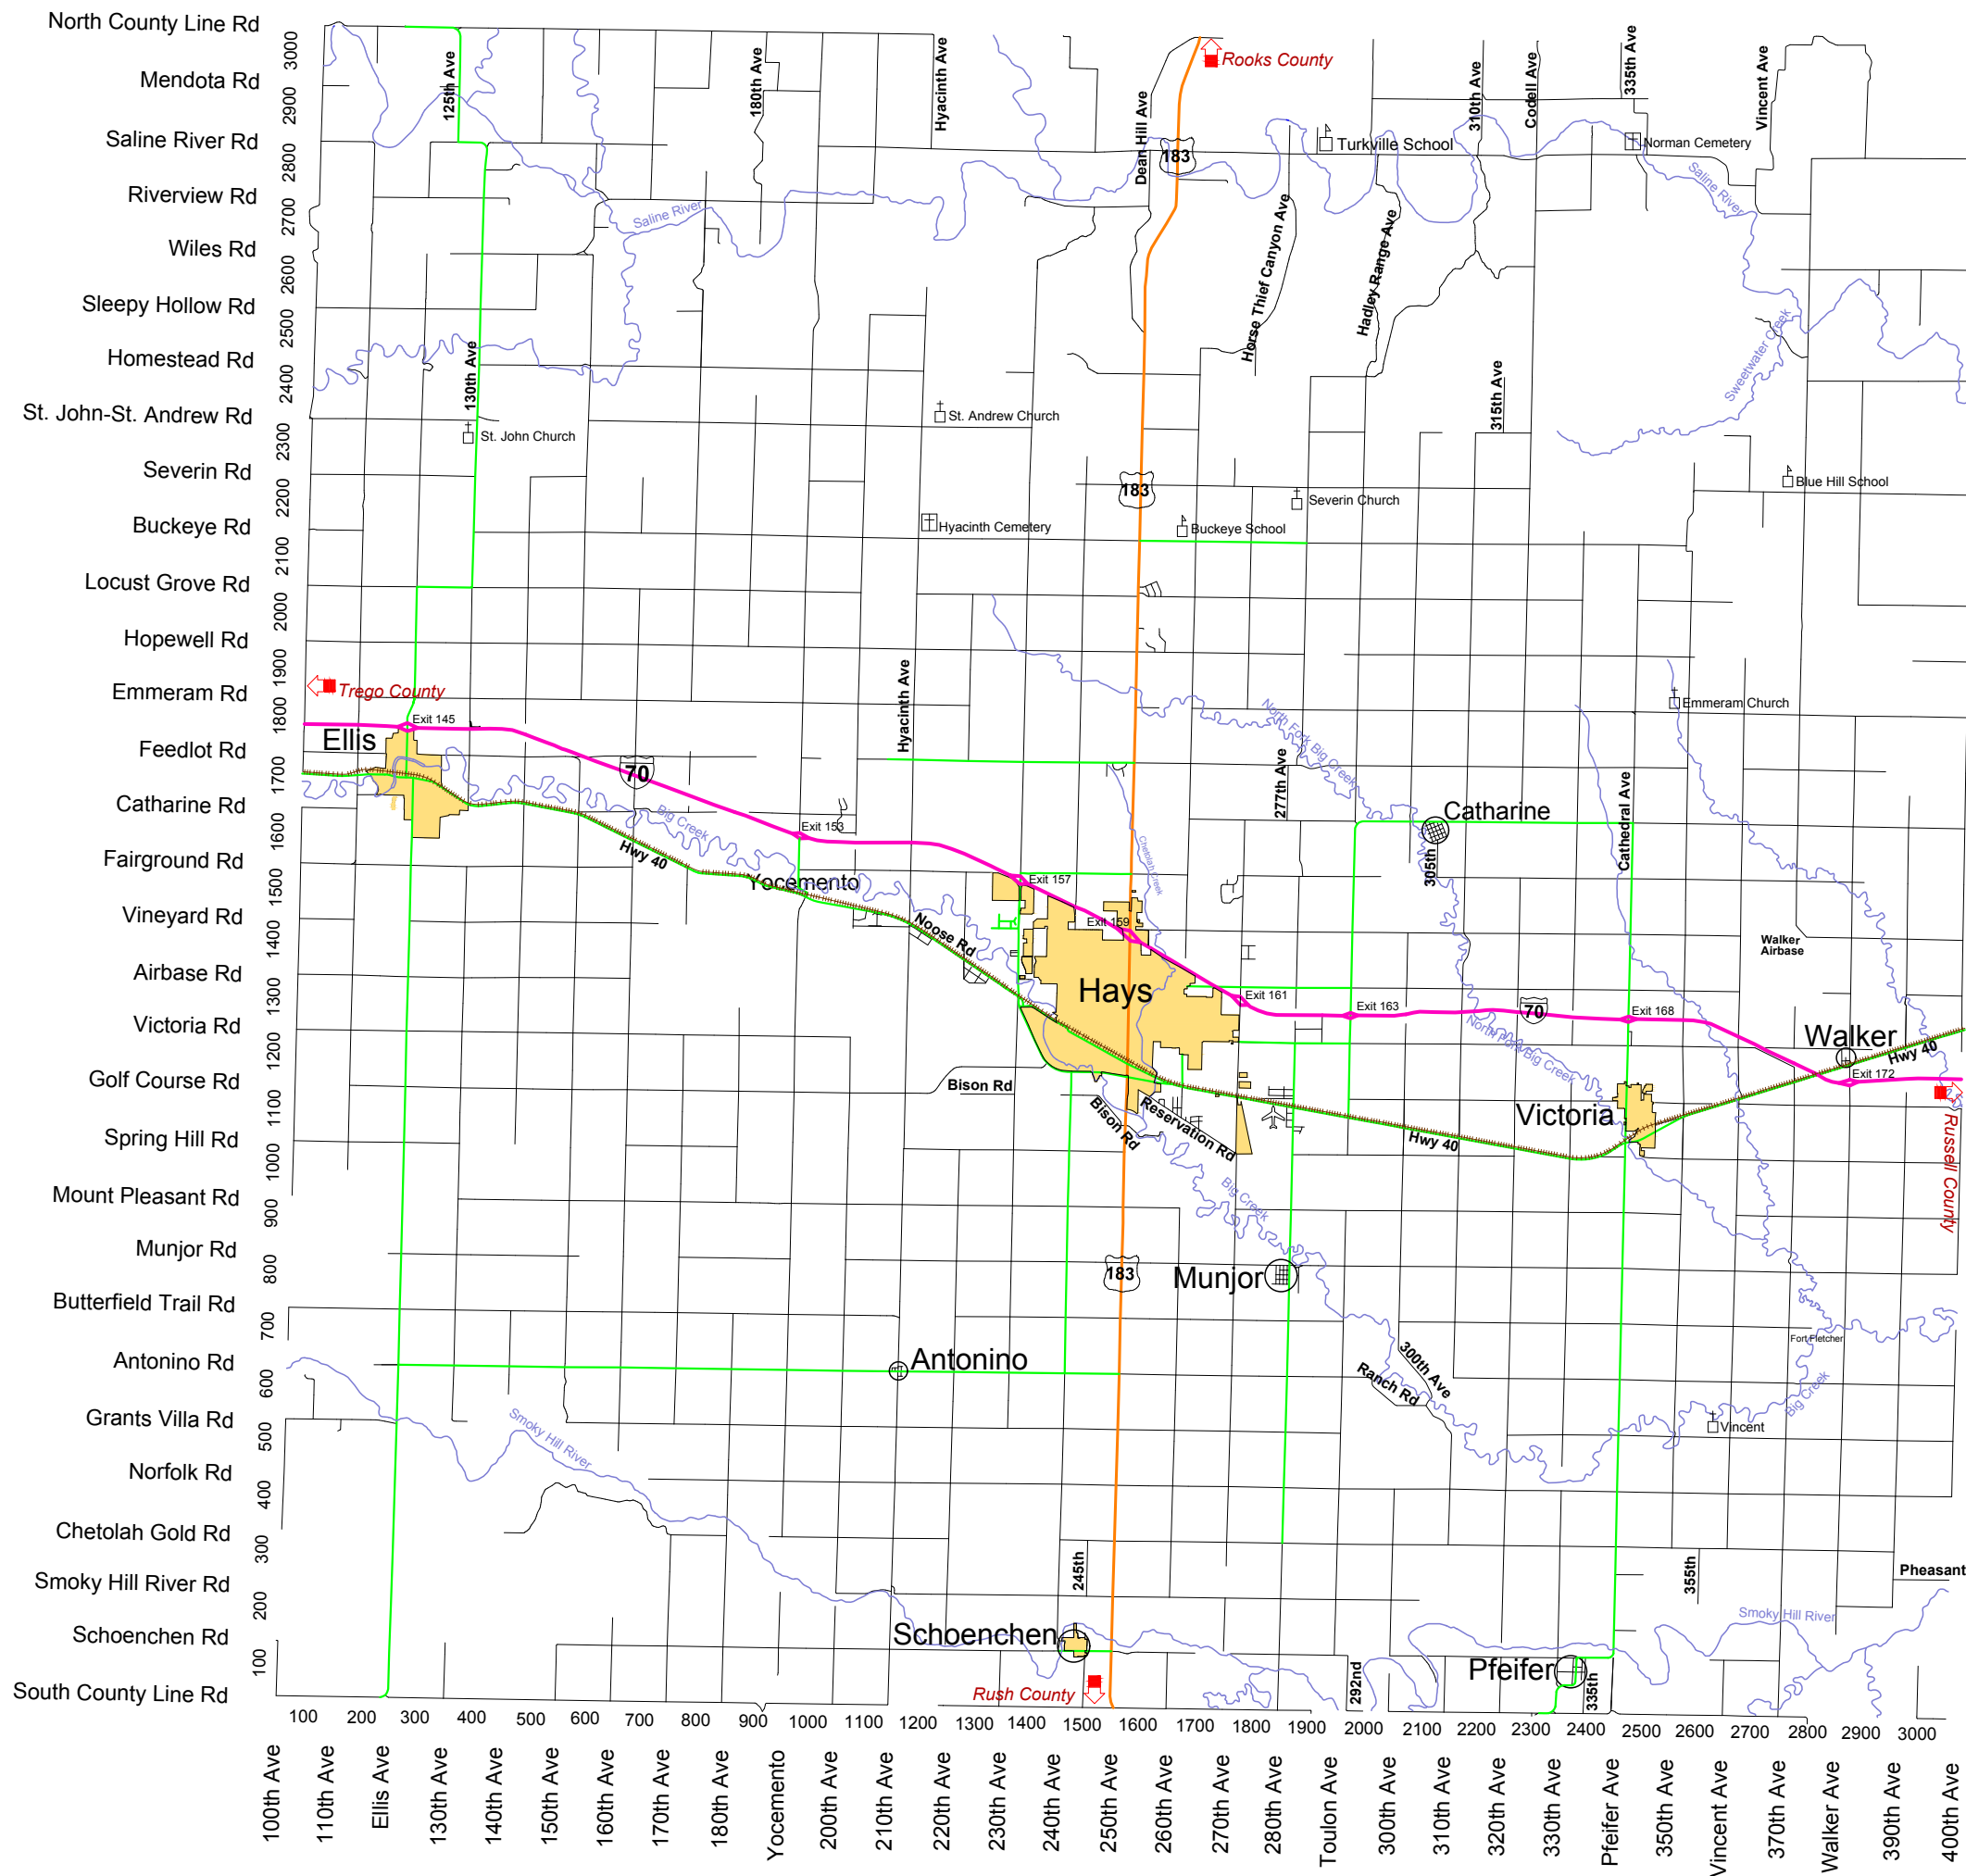 North County Line Rd
Mendota Rd
Saline River Rd
Riverview Rd
Wiles Rd
Sleepy Hollow Rd
Homestead Rd
St. John-St. Andrew Rd
Severin Rd
Buckeye Rd
Locust Grove Rd
Hopewell Rd
Emmeram Rd
Feedlot Rd
Catharine Rd
Fairground Rd
Vineyard Rd
Airbase Rd
Victoria Rd
Golf Course Rd
Spring Hill Rd
Mount Pleasant Rd
Munjor Rd
Butterfield Trail Rd
Antonino Rd
Grants Villa Rd
Norfolk Rd
Chetolah Gold Rd
Smoky Hill River Rd
Schoenchen Rd
South County Line Rd
3000
2900
2800
2700
2600
2500
2400
2300
2200
2100
2000
1900
1800
1700
1600
1500
1400
1300
1200
1100
1000
900
800
700
600
500
400
300
200
100
125th Ave
180th Ave
Hyacinth Ave
Dean Hill Ave
183
Rooks County
310th Ave
Codell Ave
335th Ave
Vincent Ave
Turkville School
Norman Cemetery
Saline River
Saline River
Horse Thief Canyon Ave
Hadley Range Ave
Sweetwater Creek
130th Ave
315th Ave
St. John Church
St. Andrew Church
183
Severin Church
Blue Hill School
Hyacinth Cemetery
Buckeye School
Trego County
Hyacinth Ave
Emmeram Church
North Fork Big Creek
Exit 145
Ellis
70
277th Ave
Catharine
Cathedral Ave
Big Creek
Exit 153
Hwy 40
Chetolah Creek
305th
Yocemento
Exit 157
Noose Rd
Exit 159
Walker
Airbase
Hays
Exit 161
Exit 163
70
Exit 168
North Fork Big Creek
Walker
Hwy 40
Exit 172
Bison Rd
Bison Rd
Reservation Rd
Victoria
Hwy 40
Russell County
Big Creek
183
Munjor
Fort Fletcher
Antonino
300th Ave
Ranch Rd
Big Creek
Vincent
Smoky Hill River
245th
355th
Pheasant
Smoky Hill River
Schoenchen
Pfeifer
Rush County
292nd
335th
100 200 300 400 500 600 700 800 900 1000 1100 1200 1300 1400 1500 1600 1700 1800 1900 2000 2100 2200 2300 2400 2500 2600 2700 2800 2900 3000
100th Ave
110th Ave
Ellis Ave
130th Ave
140th Ave
150th Ave
160th Ave
170th Ave
180th Ave
Yocemento
200th Ave
210th Ave
220th Ave
230th Ave
240th Ave
250th Ave
260th Ave
270th Ave
280th Ave
Toulon Ave
300th Ave
310th Ave
320th Ave
330th Ave
Pfeifer Ave
350th Ave
Vincent Ave
370th Ave
Walker Ave
390th Ave
400th Ave